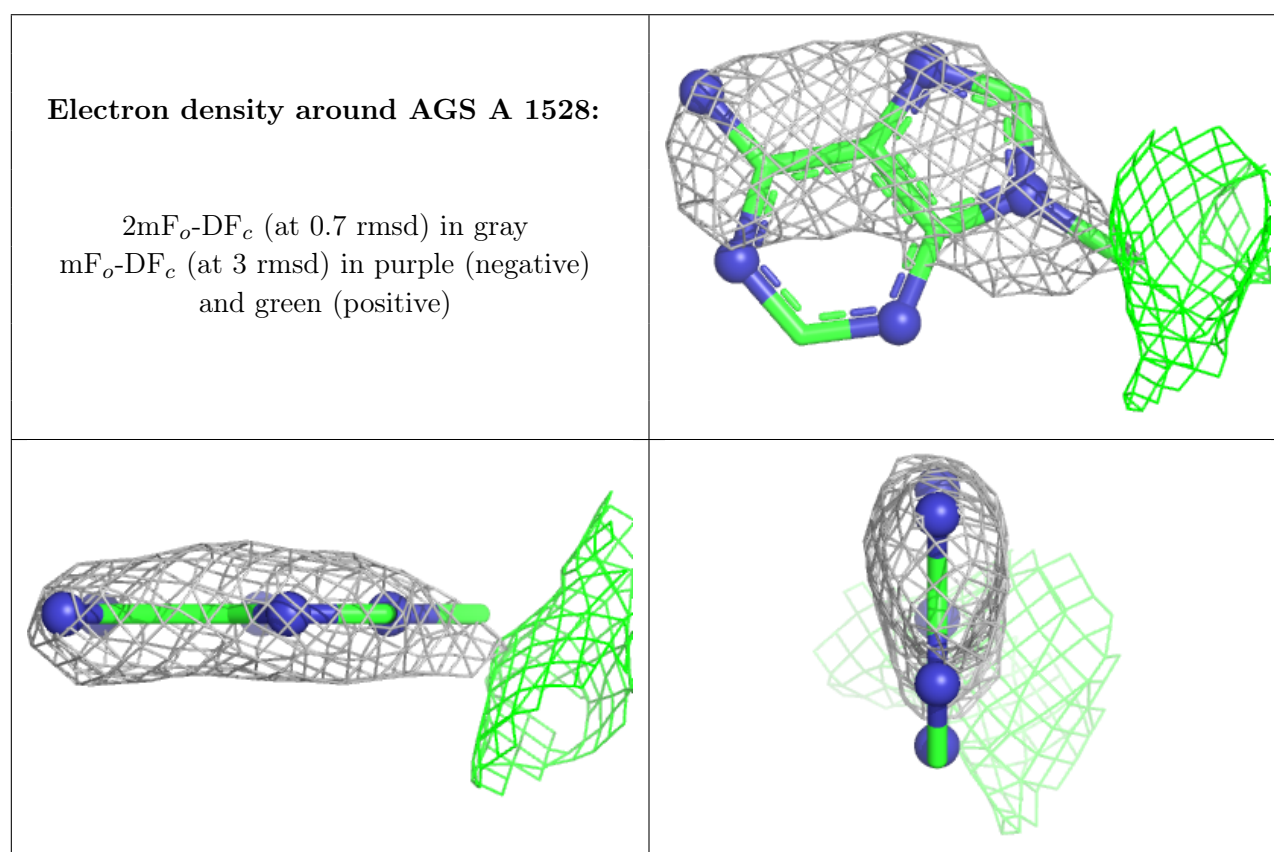 Electron density around AGS A 1528:
2mFo-DFc (at 0.7 rmsd) in gray
mFo-DFc (at 3 rmsd) in purple (negative)
and green (positive)